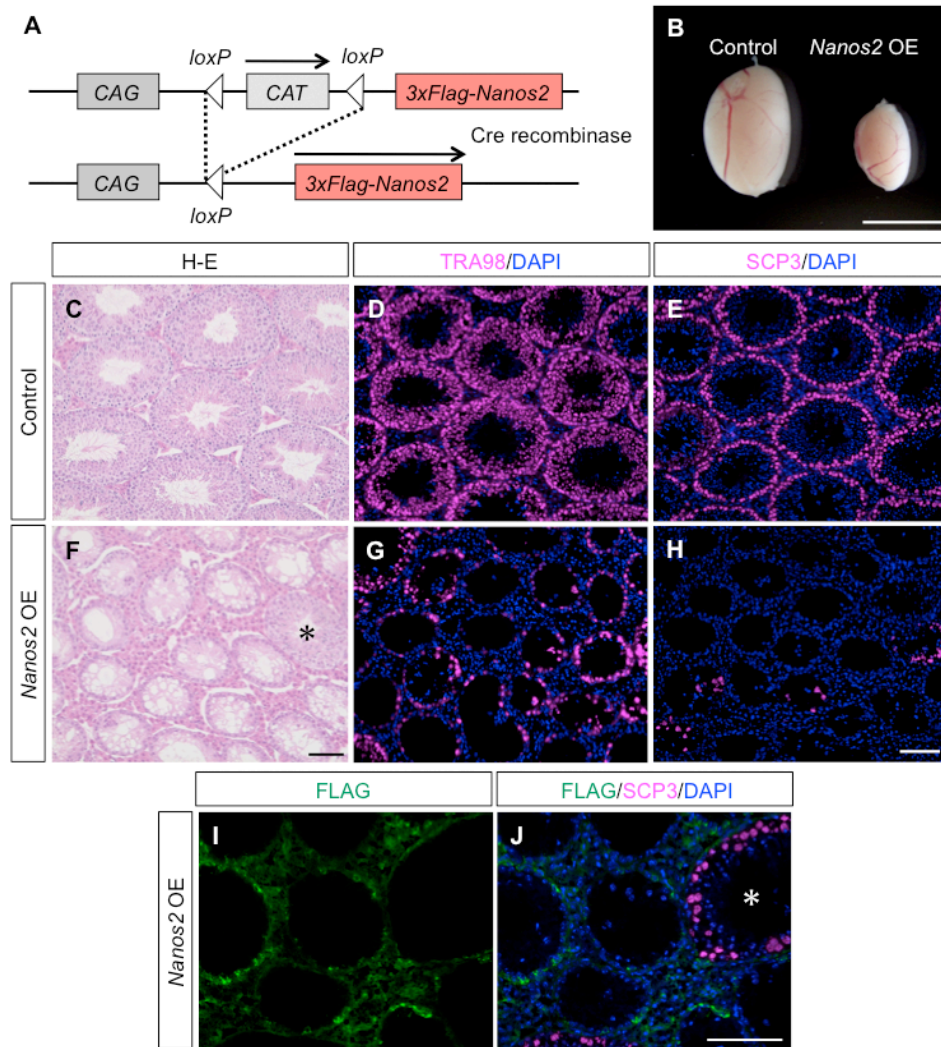 A
loxP
loxP
CAG
CAT
3xFlag-Nanos2
Cre recombinase
CAG
3xFlag-Nanos2
loxP
B
Control
Nanos2 OE
H-E
TRA98/DAPI
SCP3/DAPI
Control
C
D
E
Nanos2 OE
F
*
G
H
FLAG
FLAG/SCP3/DAPI
Nanos2 OE
I
J
*